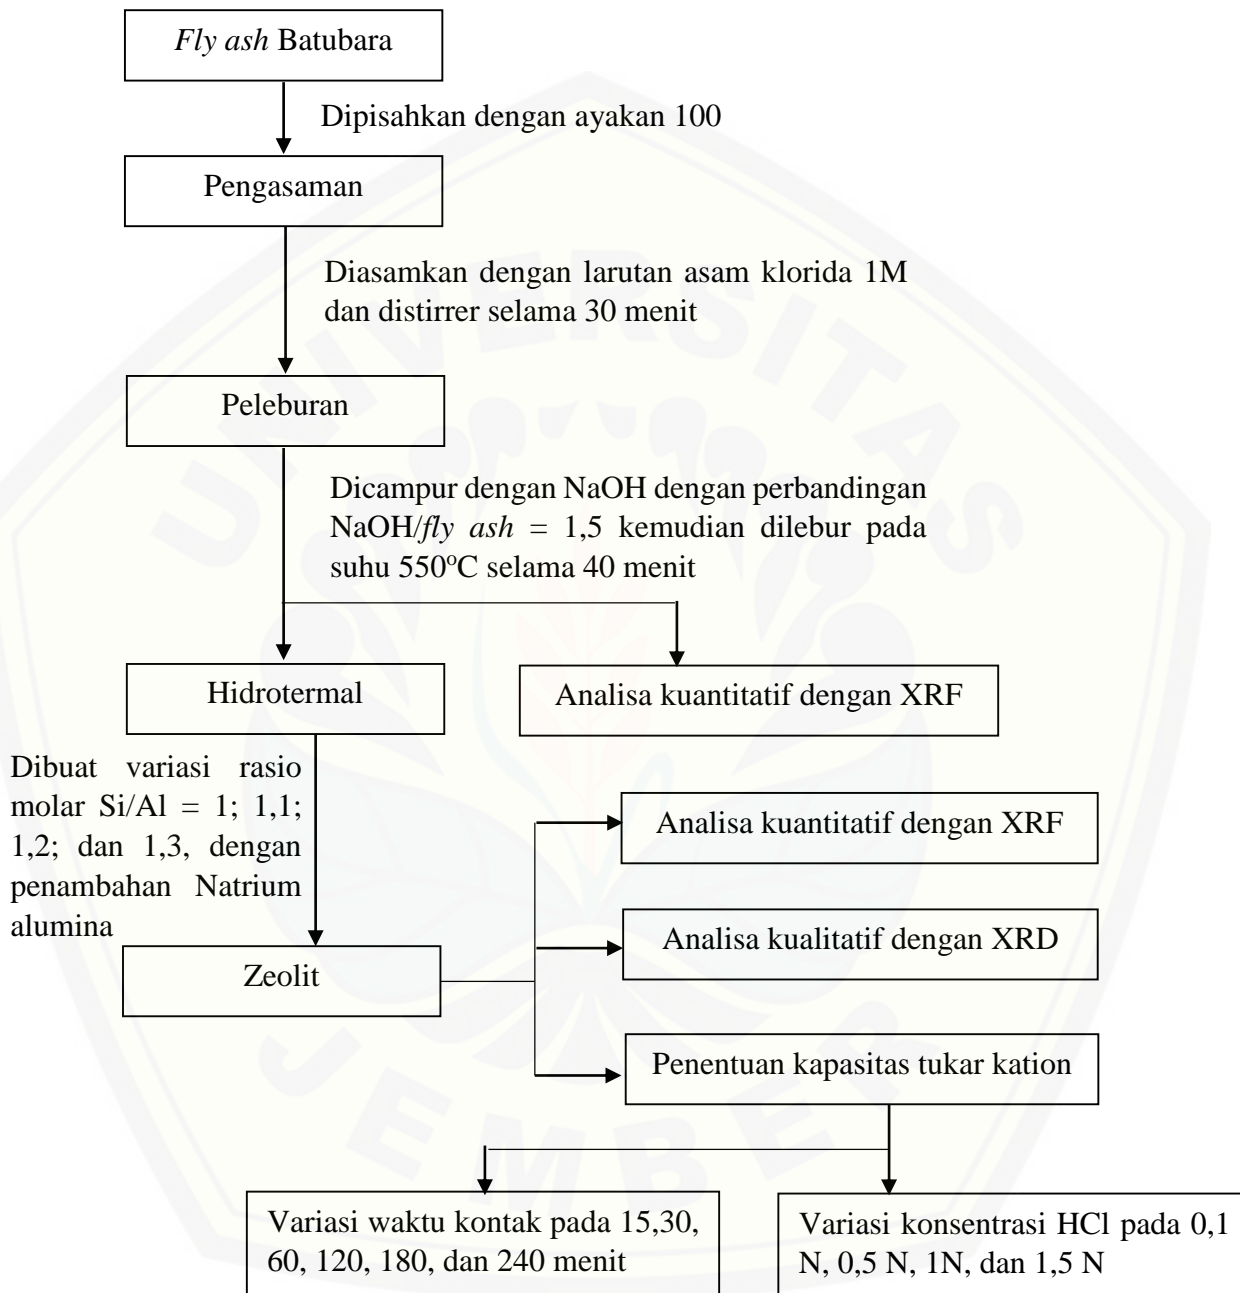 Fly ash Batubara
Dipisahkan dengan ayakan 100
Pengasaman
Diasamkan dengan larutan asam klorida 1M
dan distirrer selama 30 menit
Peleburan
Dicampur dengan NaOH dengan perbandingan
NaOH/fly ash = 1,5 kemudian dilebur pada
suhu 550°C selama 40 menit
Hidrotermal
Analisa kuantitatif dengan XRF
Dibuat variasi rasio
molar Si/Al = 1; 1,1;
1,2; dan 1,3, dengan
penambahan Natrium
alumina
Zeolit
Analisa kuantitatif dengan XRF
Analisa kualitatif dengan XRD
Penentuan kapasitas tukar kation
Variasi waktu kontak pada 15,30,
60, 120, 180, dan 240 menit
Variasi konsentrasi HCl pada 0,1
N, 0,5 N, 1N, dan 1,5 N
UNIVERSITAS
JEMBER